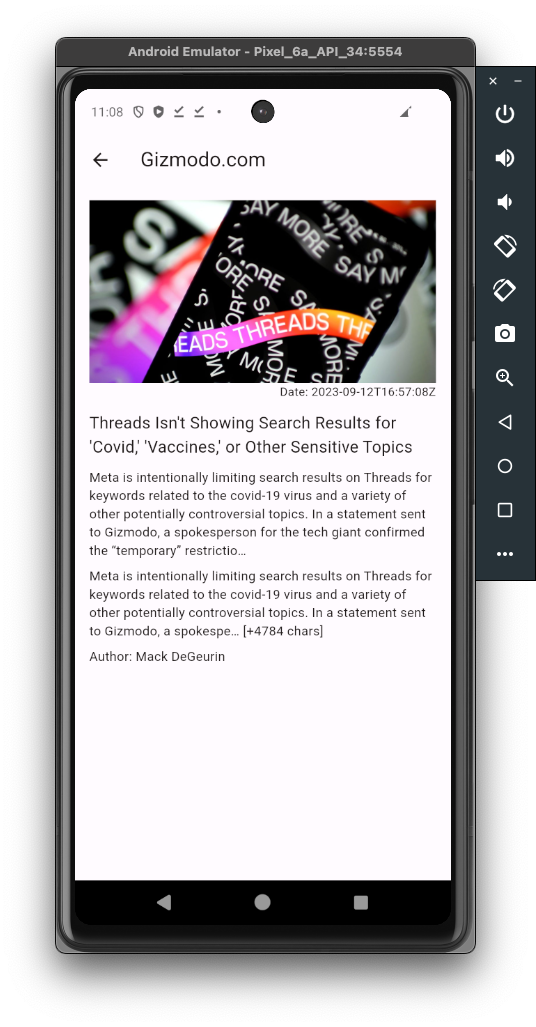 Android Emulator - Pixel_6a_API_34:5554
11:08
Gizmodo.com
SAY MORE
MORE
SAY MORE
SAY M
MORE
MORE
EADS THREADS THE
MORE
Date: 2023-09-12T16:57:08Z
Threads Isn't Showing Search Results for
'Covid,' 'Vaccines,' or Other Sensitive Topics
Meta is intentionally limiting search results on Threads for
keywords related to the covid-19 virus and a variety of
other potentially controversial topics. In a statement sent
to Gizmodo, a spokesperson for the tech giant confirmed
the “temporary” restrictio…
Meta is intentionally limiting search results on Threads for
keywords related to the covid-19 virus and a variety of
other potentially controversial topics. In a statement sent
to Gizmodo, a spokespe… [+4784 chars]
Author: Mack DeGeurin